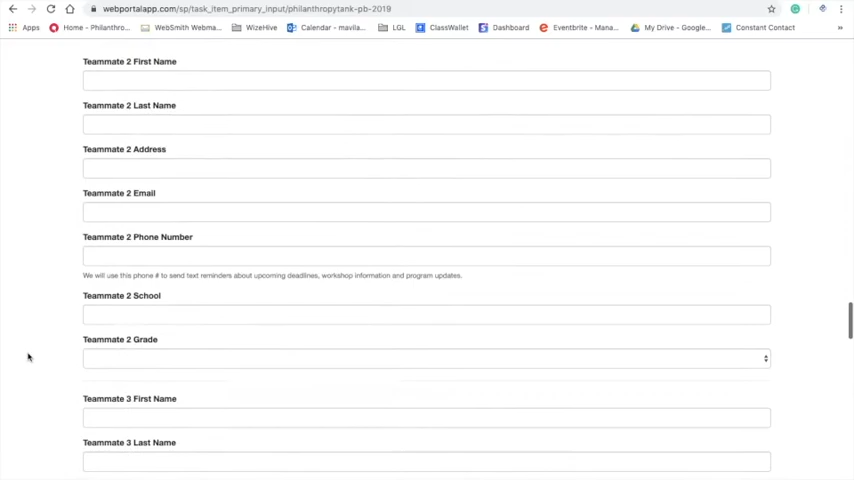 webportalapp.com/sp/task_item_primary_input/philanthropytank-pb-2019
Apps Home - Philanthro... WebSmith Webma... WizeHive Calendar - mavila... LGL ClassWallet Dashboard Eventbrite - Mana... My Drive - Google... Constant Contact »
Teammate 2 First Name
Teammate 2 Last Name
Teammate 2 Address
Teammate 2 Email
Teammate 2 Phone Number
We will use this phone # to send text reminders about upcoming deadlines, workshop information and program updates.
Teammate 2 School
Teammate 2 Grade
Teammate 3 First Name
Teammate 3 Last Name